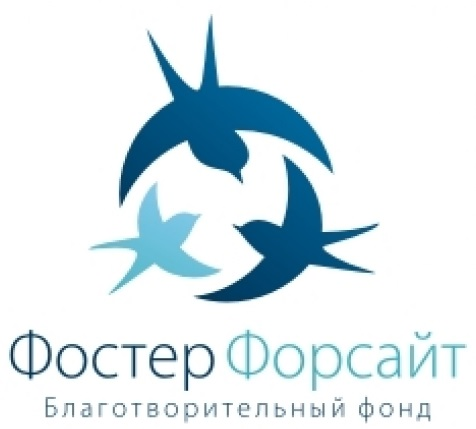 Фостер Форсайт
Благотворительный фонд